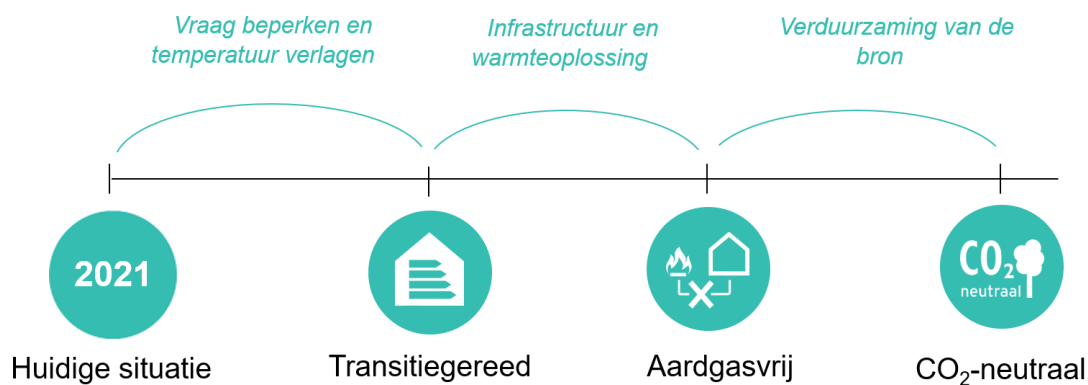 Vraag beperken en
temperatuur verlagen
Infrastructuur en
warmteoplossing
Verduurzaming van de
bron
2021
CO₂
neutraal
Huidige situatie
Transitiegereed
Aardgasvrij
CO₂-neutraal